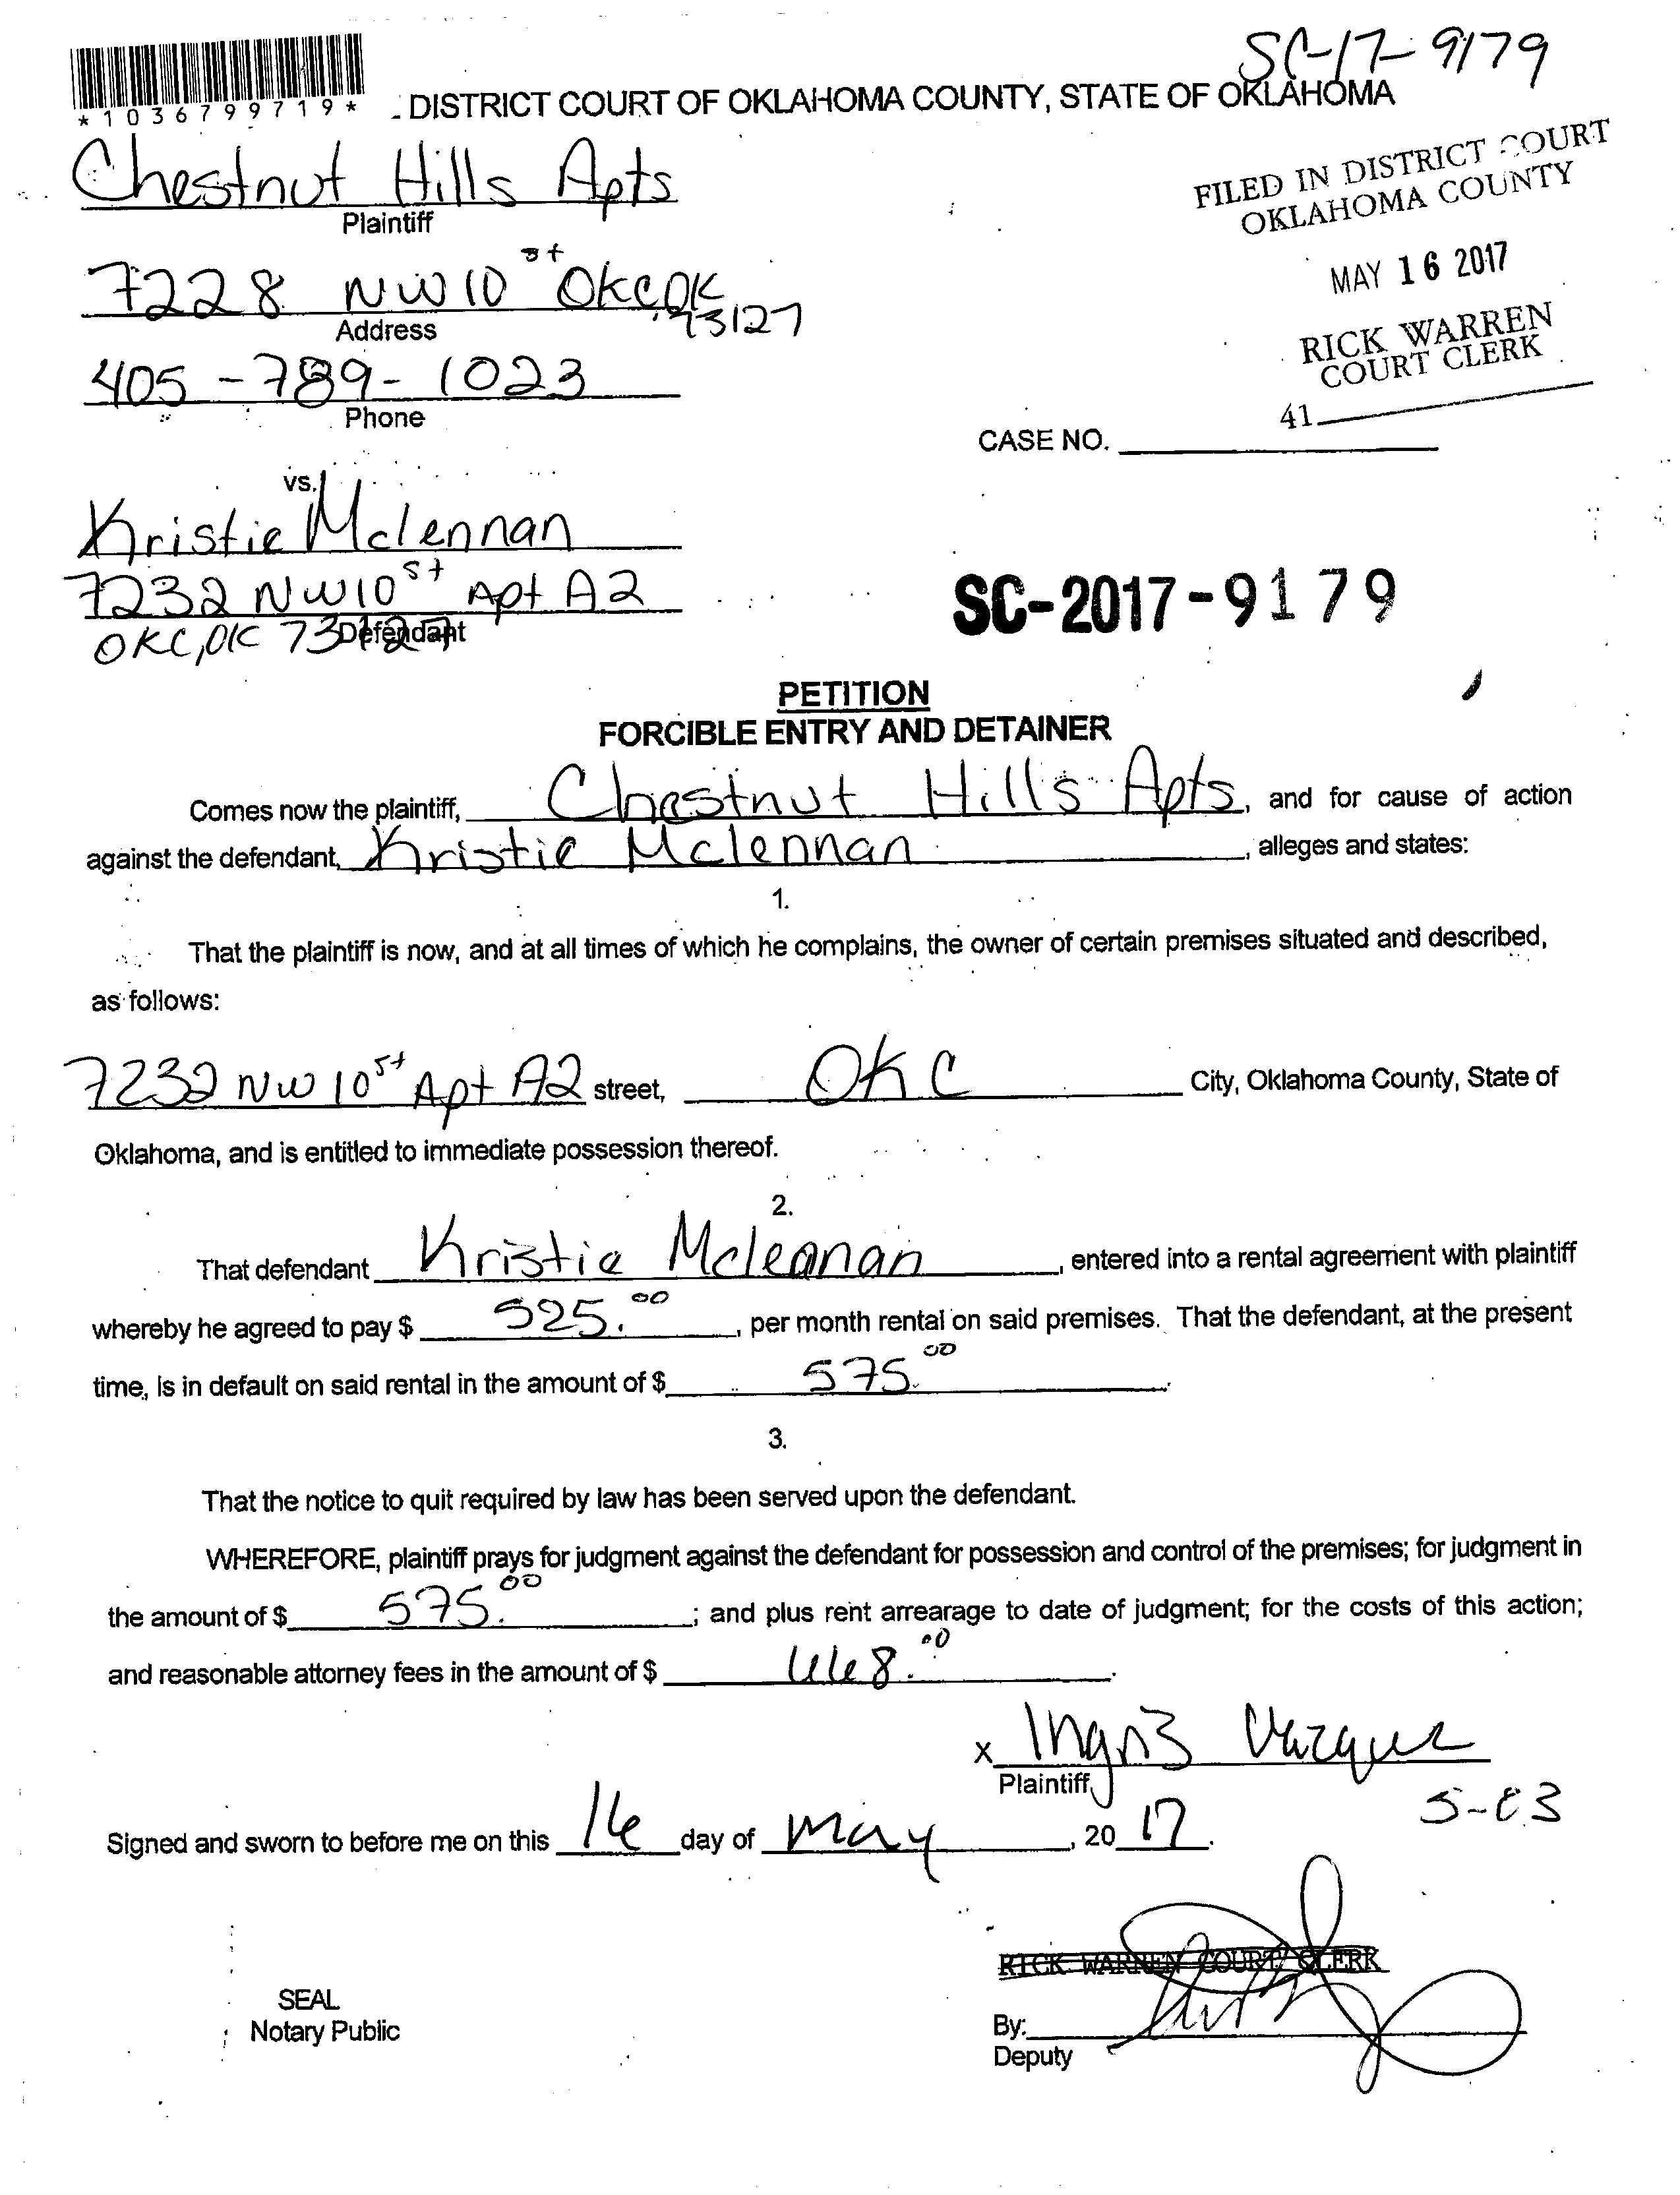 SC-17-9179
*1036799719*
DISTRICT COURT OF OKLAHOMA COUNTY, STATE OF OKLAHOMA
Chestnut Hills Apts
Plaintiff
FILED IN DISTRICT COURT
OKLAHOMA COUNTY
7228 NW 10 st OKC, OK 73127
Address
MAY 16 2017
405-789-1023
Phone
RICK WARREN
COURT CLERK
41
CASE NO.
vs.
Kristie Mclennan
7232 NW 10 st Apt A2
OKC, OK 73127
Defendant
SC-2017-9179
PETITION
FORCIBLE ENTRY AND DETAINER
Comes now the plaintiff, Chestnut Hills Apts, and for cause of action
against the defendant, Kristie Mclennan, alleges and states:
1.
That the plaintiff is now, and at all times of which he complains, the owner of certain premises situated and described,
as follows:
7232 NW 10 st Apt A2 street, OKC City, Oklahoma County, State of
Oklahoma, and is entitled to immediate possession thereof.
2.
That defendant Kristie Mclennan, entered into a rental agreement with plaintiff
whereby he agreed to pay $ 525.00, per month rental on said premises. That the defendant, at the present
time, is in default on said rental in the amount of $ 575.00.
3.
That the notice to quit required by law has been served upon the defendant.
WHEREFORE, plaintiff prays for judgment against the defendant for possession and control of the premises; for judgment in
the amount of $ 575.00; and plus rent arrearage to date of judgment; for the costs of this action;
and reasonable attorney fees in the amount of $ .00.
x Ingrid Vazquez
Plaintiff
Signed and sworn to before me on this 16 day of May, 20 17.
RICK WARREN COURT CLERK
SEAL
Notary Public
By:
Deputy